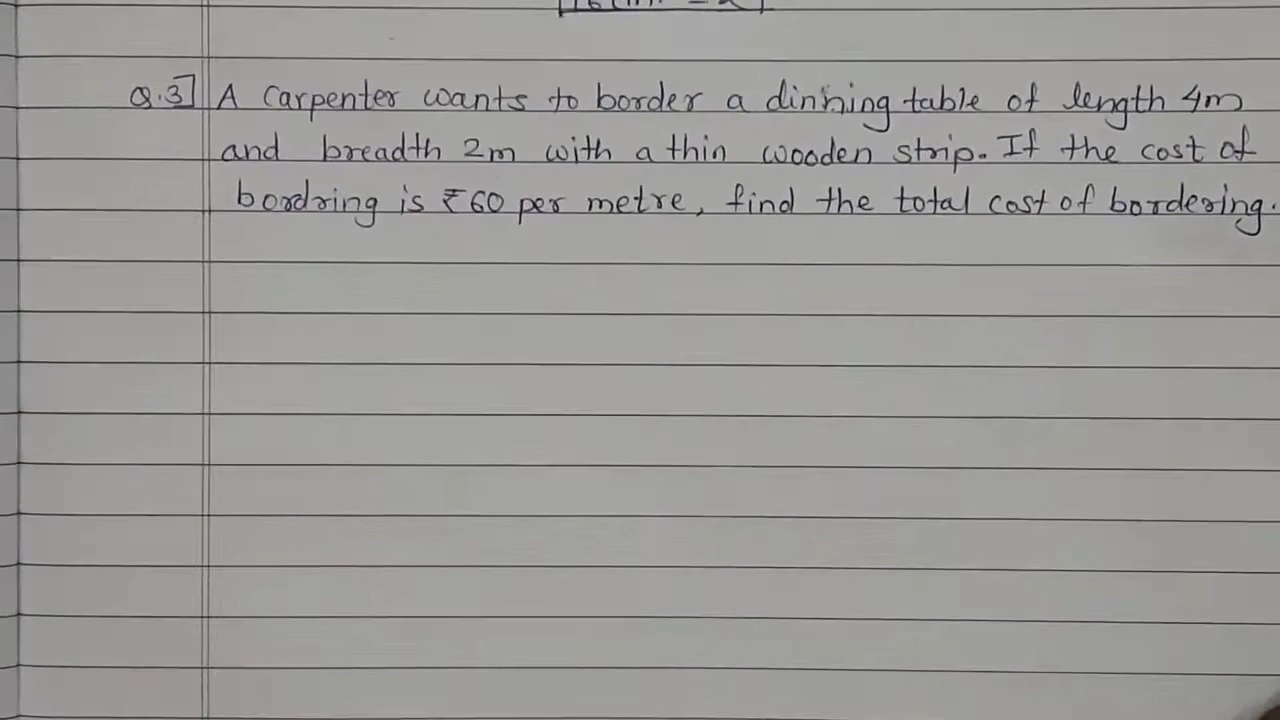 Q.3] A Carpenter wants to border a dinning table of length 4m
and breadth 2m with a thin wooden strip. If the cost of
bordring is ₹60 per metre, find the total cost of bordering.